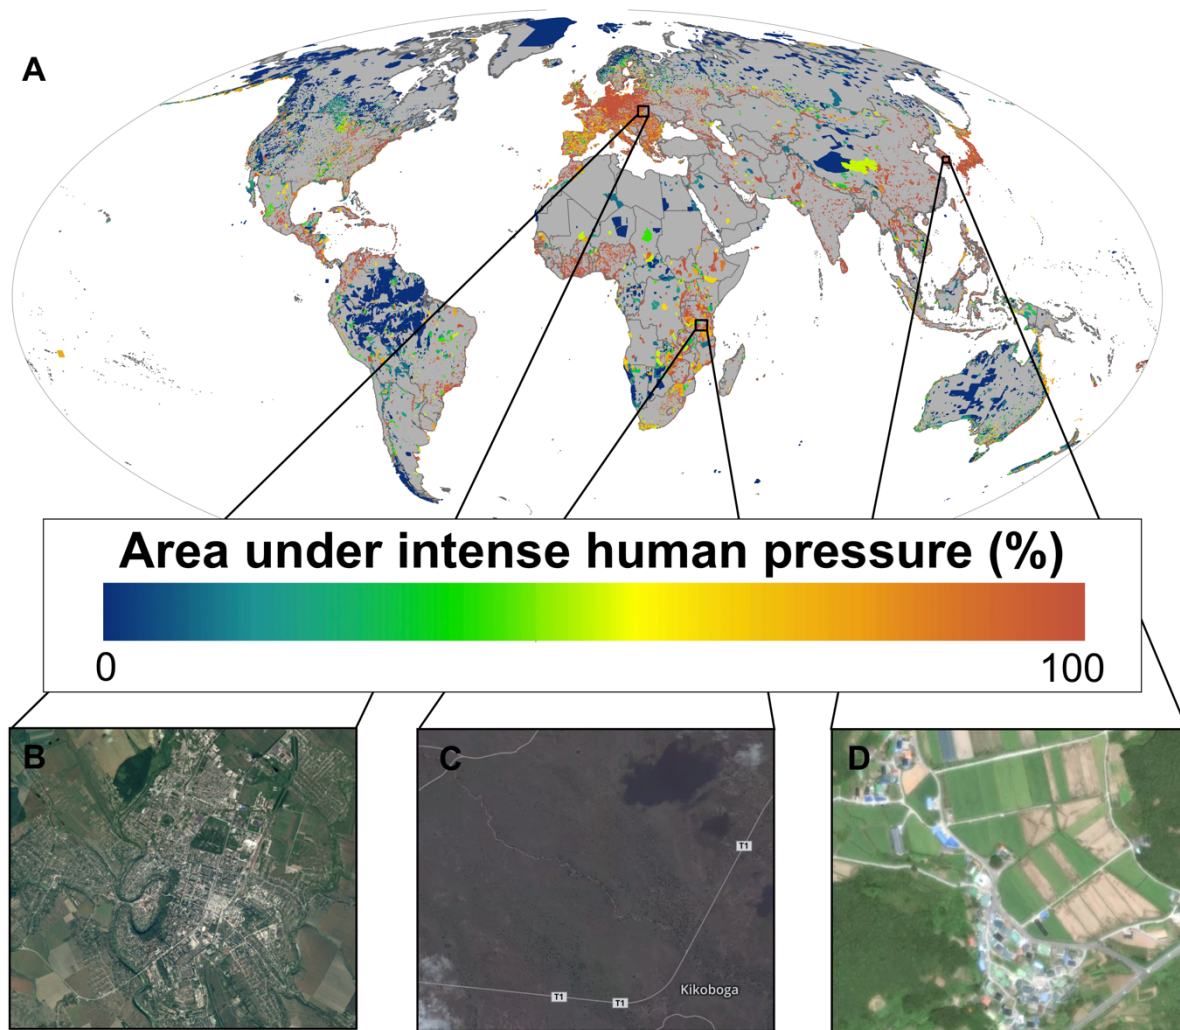 A
Area under intense human pressure (%)
0
100
B
C
D
T1
T1
T1
Kikoboga